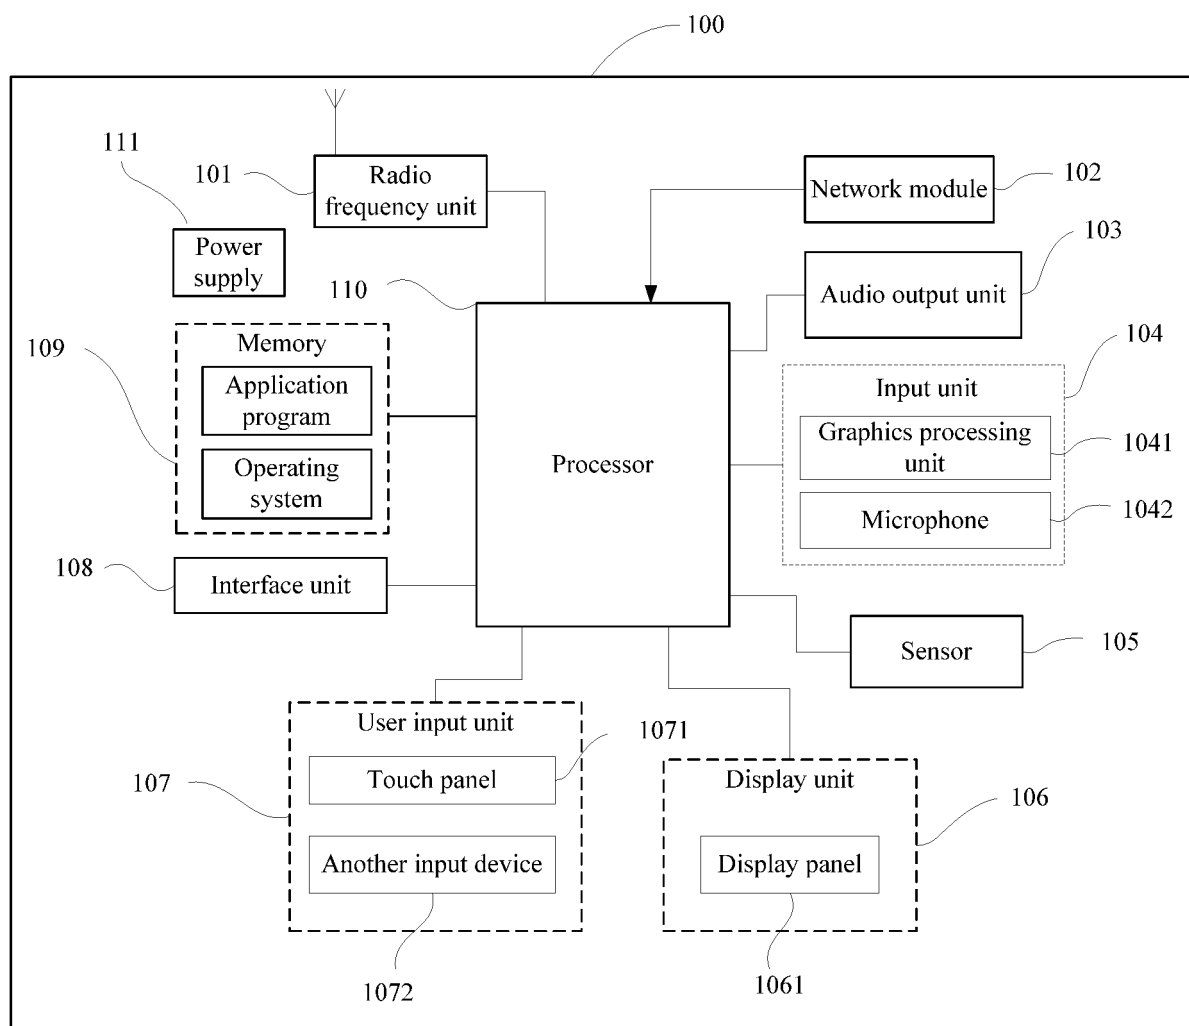 100
111
101
Radio
frequency unit
Network module
102
103
Power
supply
110
Audio output unit
104
109
Memory
Application
program
Operating
system
Processor
Input unit
Graphics processing
unit
1041
Microphone
1042
108
Interface unit
Sensor
105
User input unit
1071
107
Touch panel
Another input device
1072
Display unit
106
Display panel
1061